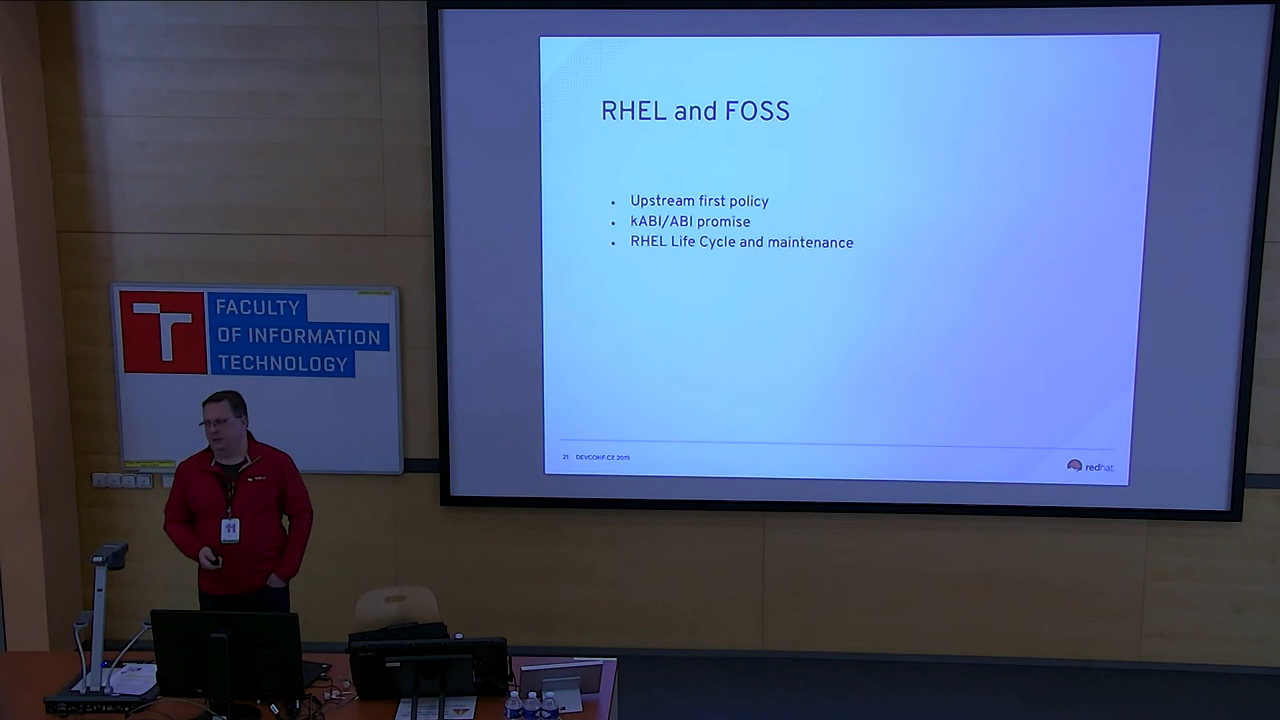 RHEL and FOSS
Upstream first policy
kABI/ABI promise
RHEL Life Cycle and maintenance
21 DEVCONF.CZ 2019
redhat.
FACULTY
OF INFORMATION
TECHNOLOGY